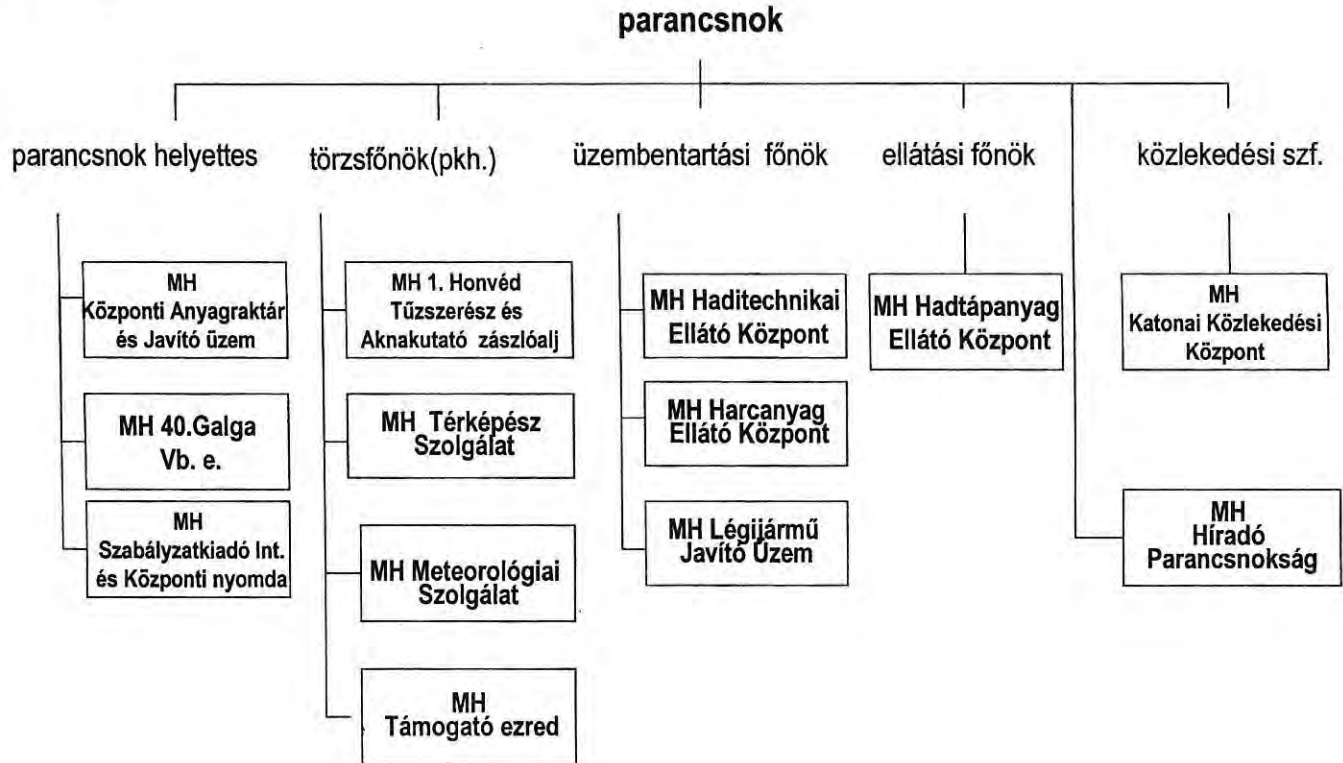 parancsnok
parancsnok helyettes
törzsfőnök(pkh.)
üzembentartási főnök
ellátási főnök
közlekedési szf.
MH
Központi Anyagraktár
és Javító üzem
MH 40.Galga
Vb. e.
MH
Szabályzatkiadó Int.
és Központi nyomda
MH 1. Honvéd
Tűzszerész és
Aknakutató zászlóalj
MH Térképész
Szolgálat
MH Meteorológiai
Szolgálat
MH
Támogató ezred
MH Haditechnikai
Ellátó Központ
MH Harcanyag
Ellátó Központ
MH Légijármű
Javító Üzem
MH Hadtápanyag
Ellátó Központ
MH
Katonai Közlekedési
Központ
MH
Híradó
Parancsnokság